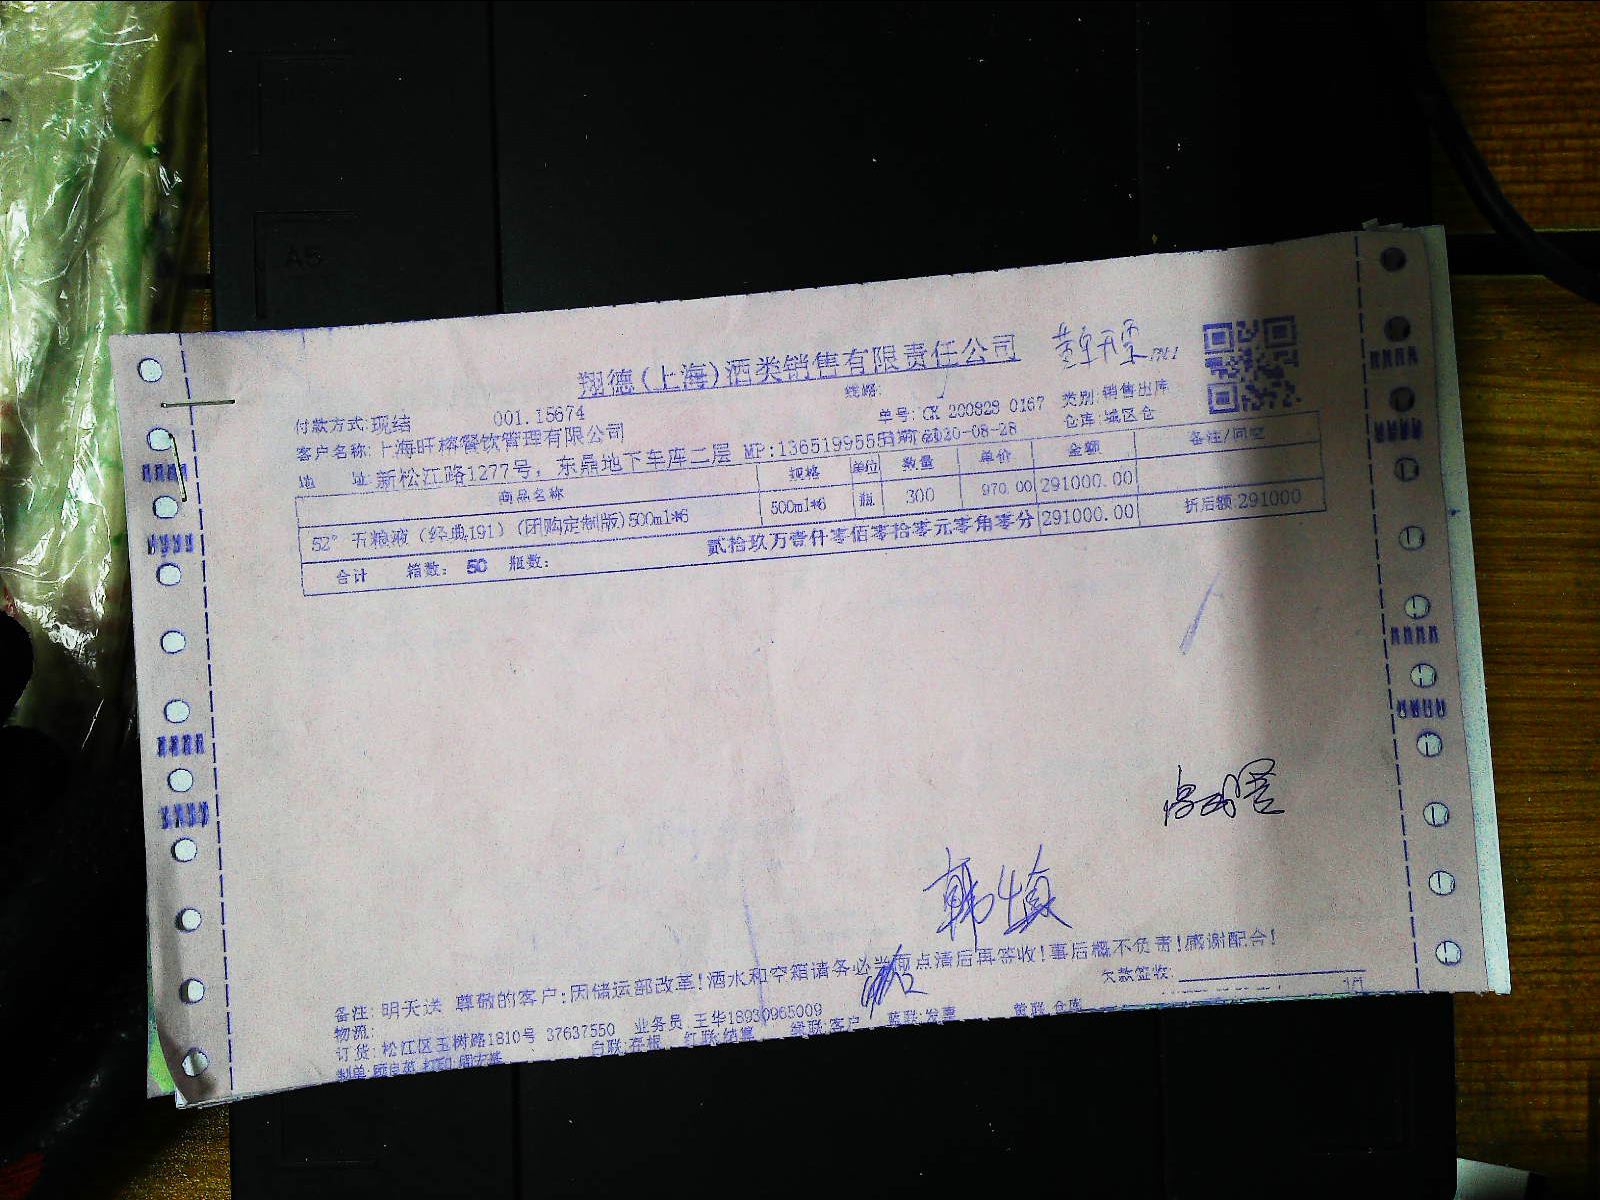 A5
翔德(上海)酒类销售有限责任公司
线路:
付款方式:现结 001.15674 单号:CK-200828-0167 类别:销售出库
客户名称:上海旺榕餐饮管理有限公司 日期:2020-08-28 仓库:城区仓
地 址:新松江路1277号，东鼎地下车库二层 MP:13651995551
商品名称 规格 单位 数量 单价 金额 备注/回空
52°五粮液（经典191）(团购定制版)500ml*6 500ml*6 瓶 300 970.00 291000.00
合计 箱数: 50 瓶数: 贰拾玖万壹仟零佰零拾零元零角零分 291000.00 折后额:291000
韩慎
备注:明天送 尊敬的客户:因储运部改革!酒水和空箱请务必当面点清后再签收!事后概不负责!感谢配合!
物流: 欠款签收:
订货:松江区玉树路1810号 37637550 业务员:王华18930965009
白联:存根 红联:结算 绿联:客户 蓝联:发票 黄联:仓库